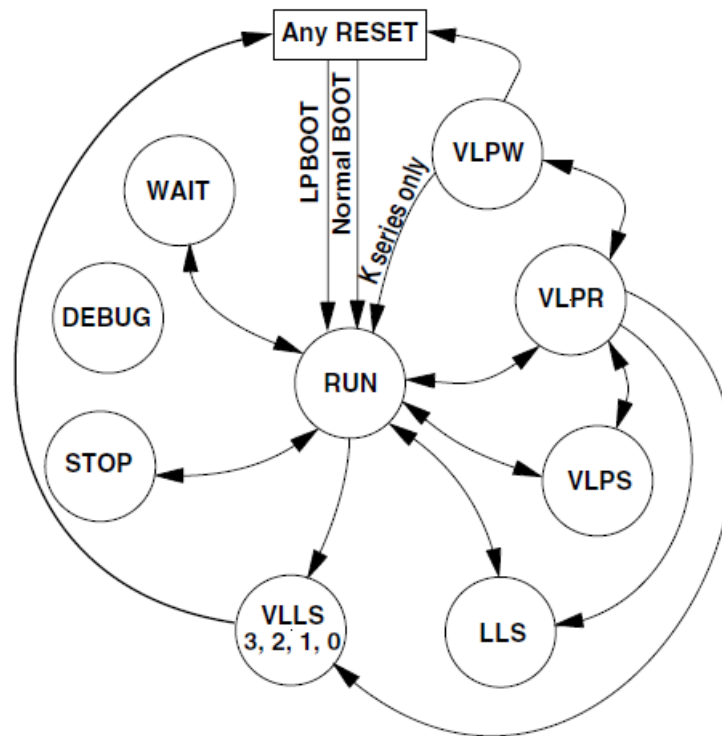 Any RESET
LPBOOT
Normal BOOT
K series only
VLPW
WAIT
VLPR
DEBUG
RUN
STOP
VLPS
VLLS
3, 2, 1, 0
LLS